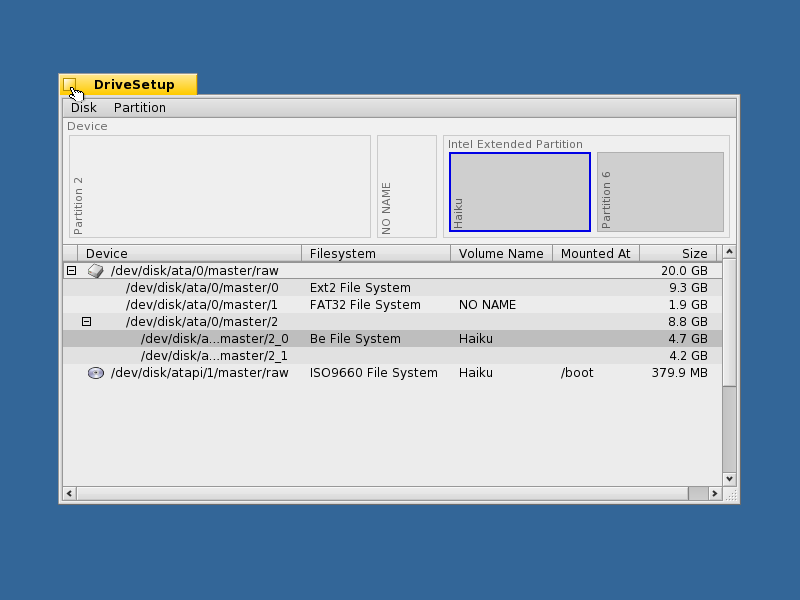 DriveSetup
Disk Partition
Device
Partition 2
NO NAME
Intel Extended Partition
Haiku
Partition 6
Device Filesystem Volume Name Mounted At Size
/dev/disk/ata/0/master/raw 20.0 GB
/dev/disk/ata/0/master/0 Ext2 File System 9.3 GB
/dev/disk/ata/0/master/1 FAT32 File System NO NAME 1.9 GB
/dev/disk/ata/0/master/2 8.8 GB
/dev/disk/a...master/2_0 Be File System Haiku 4.7 GB
/dev/disk/a...master/2_1 4.2 GB
/dev/disk/atapi/1/master/raw ISO9660 File System Haiku /boot 379.9 MB